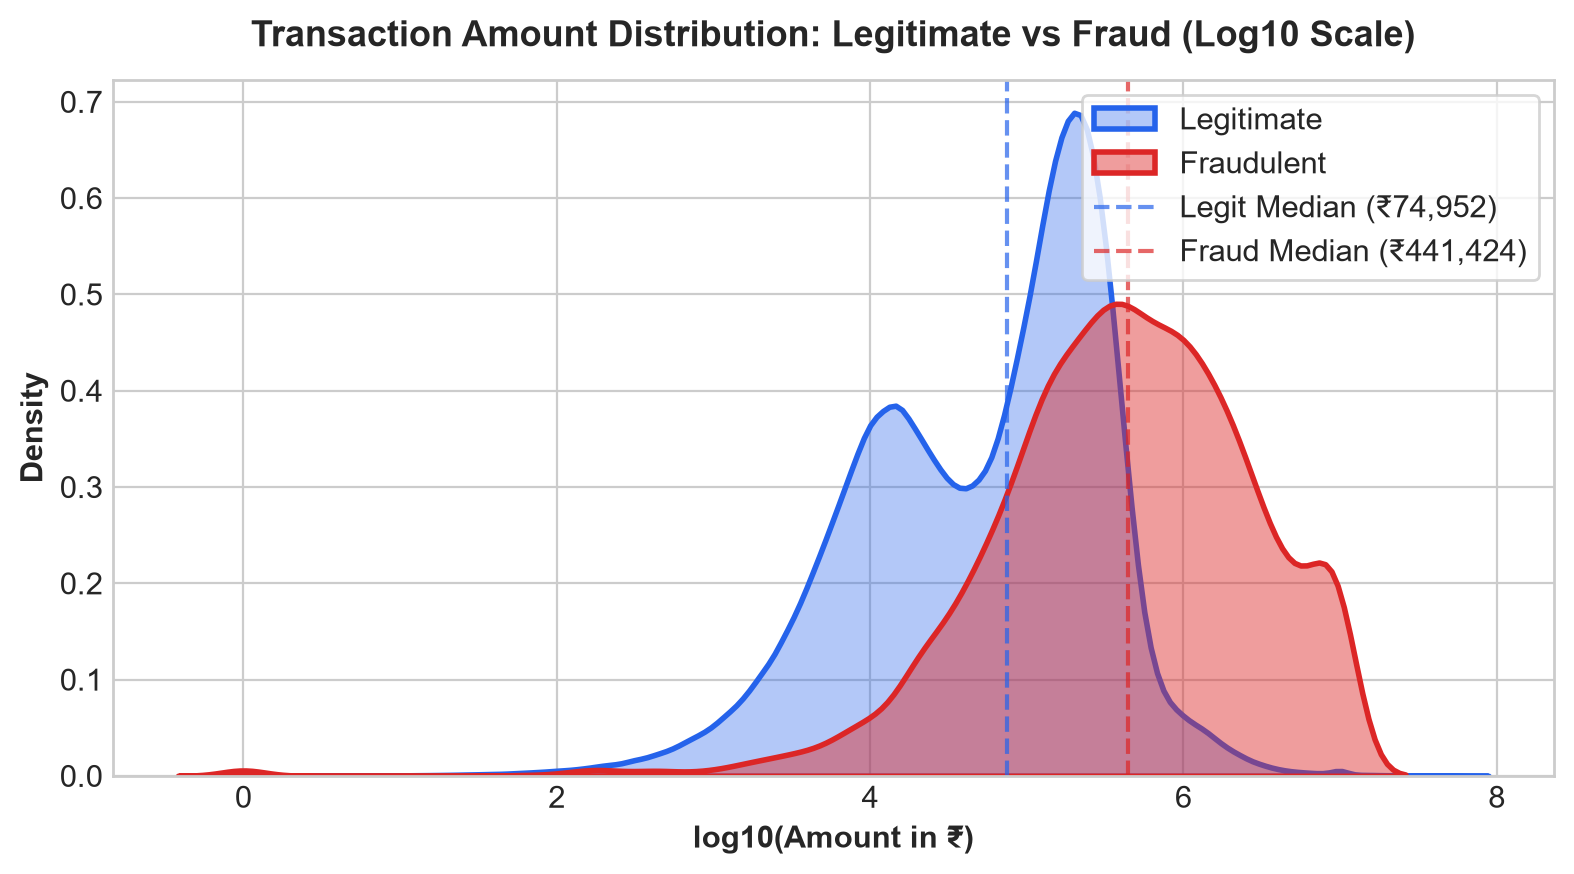 Transaction Amount Distribution: Legitimate vs Fraud (Log10 Scale)
Legitimate
Fraudulent
Legit Median (₹74,952)
Fraud Median (₹441,424)
Density
0.7
0.6
0.5
0.4
0.3
0.2
0.1
0.0
0 2 4 6 8
log10(Amount in ₹)